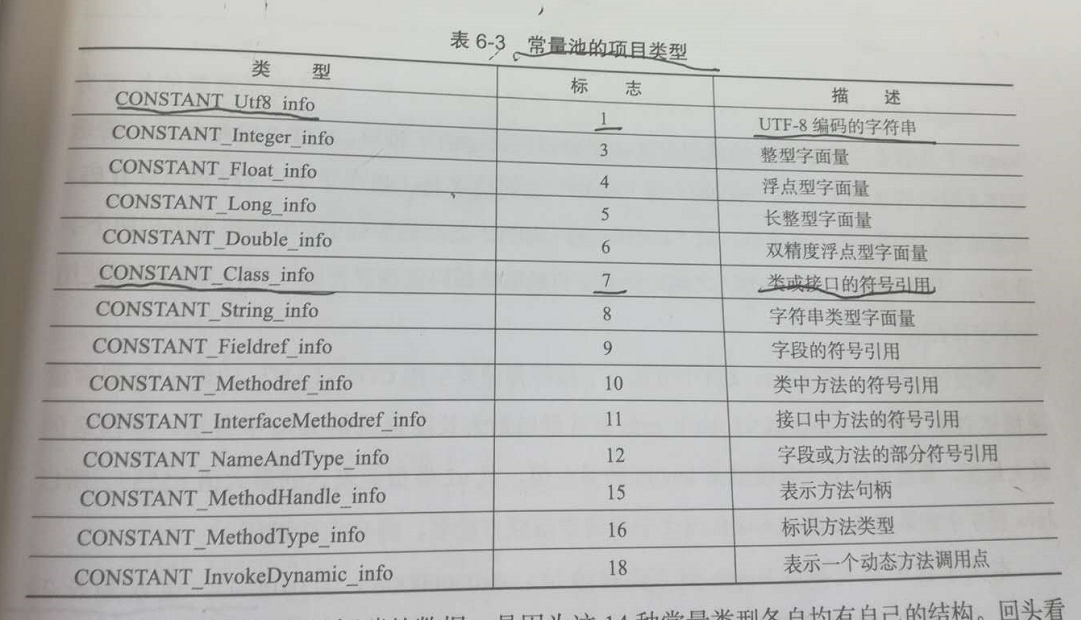 表 6-3 常量池的项目类型
类 型 标 志 描 述
CONSTANT_Utf8_info 1 UTF-8 编码的字符串
CONSTANT_Integer_info 3 整型字面量
CONSTANT_Float_info 4 浮点型字面量
CONSTANT_Long_info 5 长整型字面量
CONSTANT_Double_info 6 双精度浮点型字面量
CONSTANT_Class_info 7 类或接口的符号引用
CONSTANT_String_info 8 字符串类型字面量
CONSTANT_Fieldref_info 9 字段的符号引用
CONSTANT_Methodref_info 10 类中方法的符号引用
CONSTANT_InterfaceMethodref_info 11 接口中方法的符号引用
CONSTANT_NameAndType_info 12 字段或方法的部分符号引用
CONSTANT_MethodHandle_info 15 表示方法句柄
CONSTANT_MethodType_info 16 标识方法类型
CONSTANT_InvokeDynamic_info 18 表示一个动态方法调用点
是因为这 14 种常量类型各自均有自己的结构。回头看